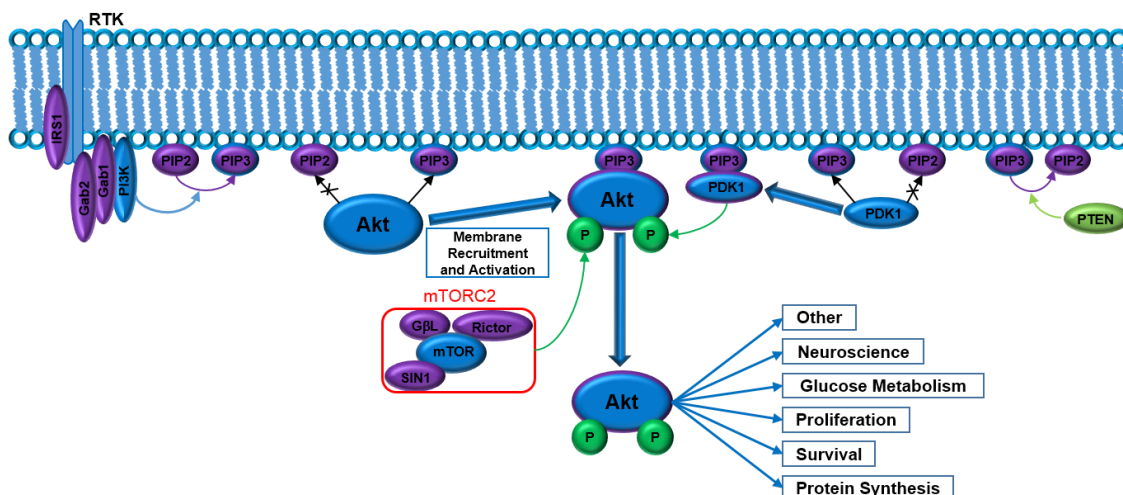 RTK
IRS1
Gab2
Gab1
PI3K
PIP2
PIP3
PIP2
PIP3
PIP3
PIP3
PIP3
PIP2
PIP3
PIP2
Akt
Akt
PDK1
PDK1
PTEN
P
P
Membrane
Recruitment
and Activation
mTORC2
GβL
Rictor
mTOR
SIN1
Akt
P
P
Other
Neuroscience
Glucose Metabolism
Proliferation
Survival
Protein Synthesis